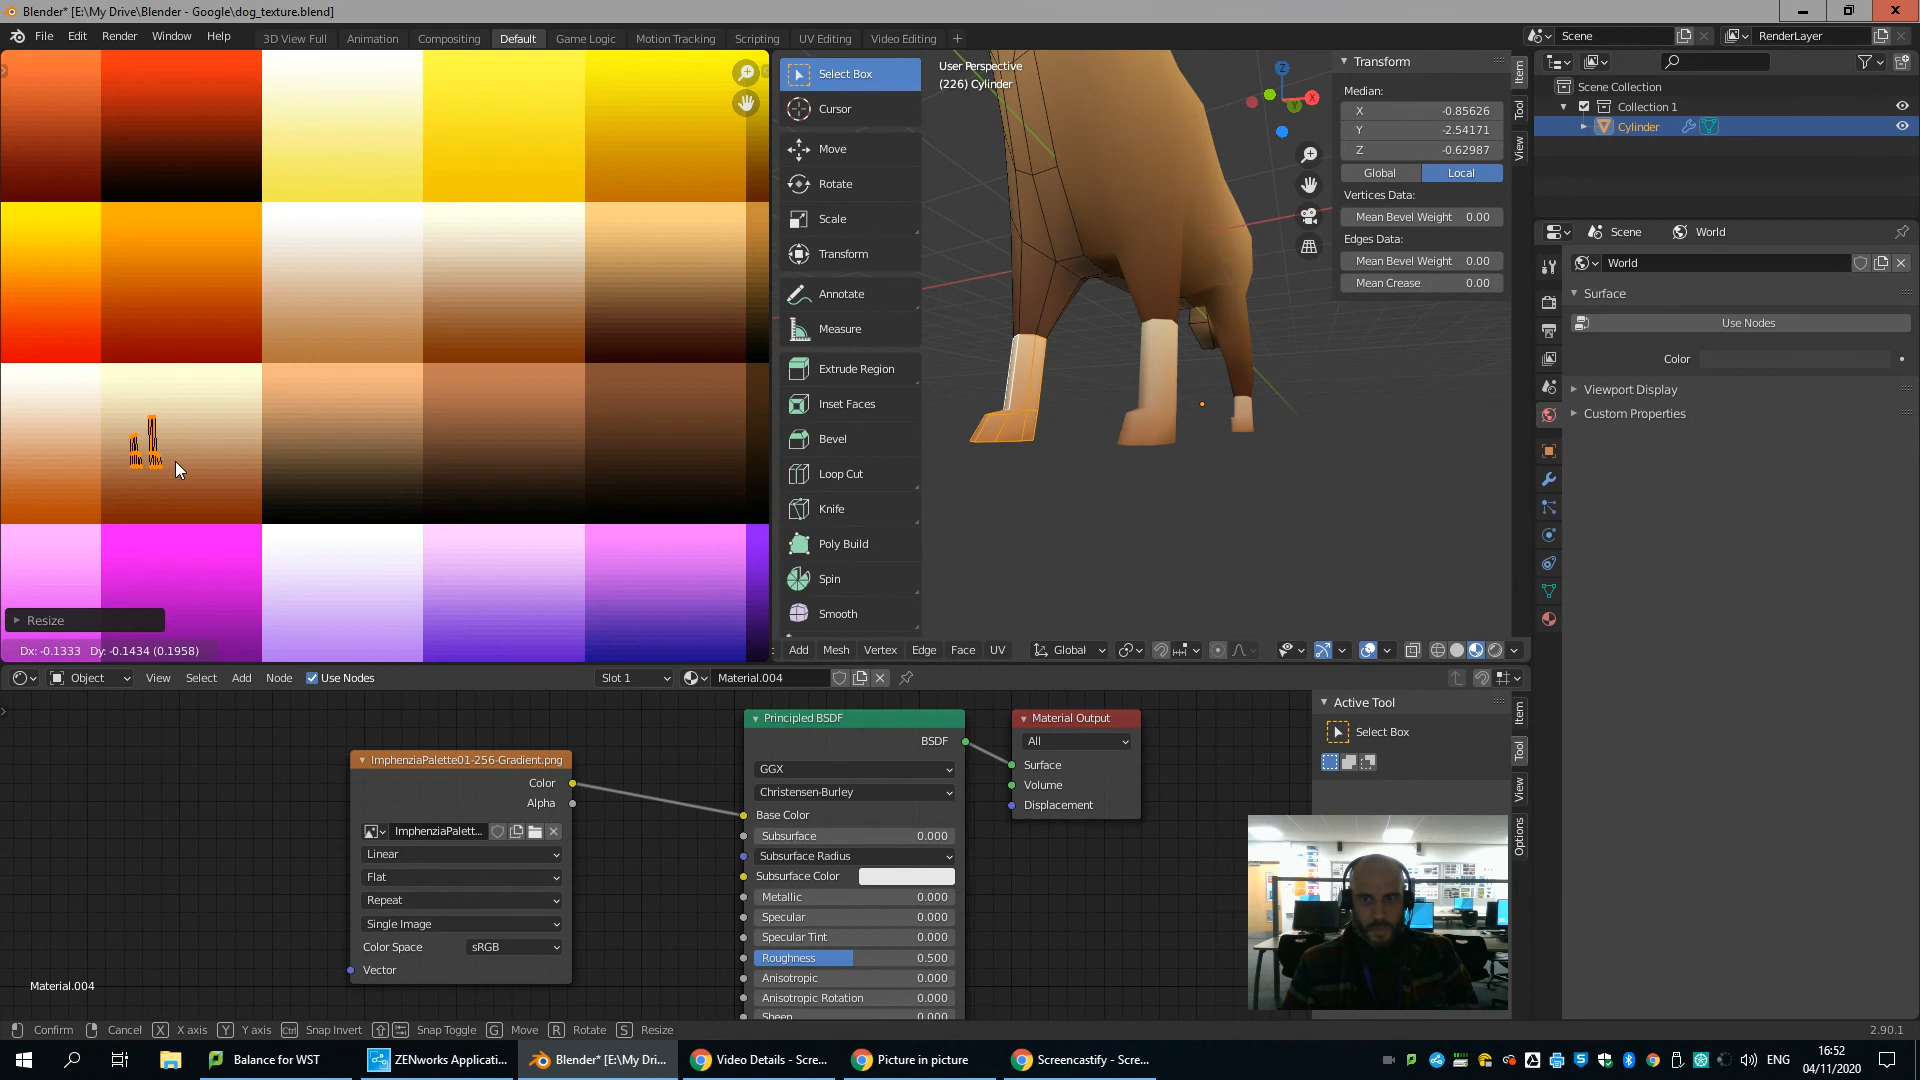 Blender* [E:\My Drive\Blender - Google\dog_texture.blend]
File Edit Render Window Help
3D View Full Animation Compositing Default Game Logic Motion Tracking Scripting UV Editing Video Editing
Scene
RenderLayer
Resize
Dx: -0.1333 Dy: -0.1434 (0.1958)
Select Box
Cursor
Move
Rotate
Scale
Transform
Annotate
Measure
Extrude Region
Inset Faces
Bevel
Loop Cut
Knife
Poly Build
Spin
Smooth
User Perspective
(226) Cylinder
Z
X
Y
Transform
Median:
X -0.85626
Y -2.54171
Z -0.62987
Global Local
Vertices Data:
Mean Bevel Weight 0.00
Edges Data:
Mean Bevel Weight 0.00
Mean Crease 0.00
Item
Tool
View
Add Mesh Vertex Edge Face UV
Global
Scene Collection
Collection 1
Cylinder
Scene World
World
Surface
Use Nodes
Color
Viewport Display
Custom Properties
Object View Select Add Node Use Nodes
Slot 1
Material.004
ImphenziaPalette01-256-Gradient.png
Color
Alpha
ImphenziaPalett...
Linear
Flat
Repeat
Single Image
Color Space sRGB
Vector
Principled BSDF
BSDF
GGX
Christensen-Burley
Base Color
Subsurface 0.000
Subsurface Radius
Subsurface Color
Metallic 0.000
Specular 0.000
Specular Tint 0.000
Roughness 0.500
Anisotropic 0.000
Anisotropic Rotation 0.000
Sheen 0.000
Material Output
All
Surface
Volume
Displacement
Active Tool
Select Box
Item
Tool
View
Options
Material.004
Confirm Cancel X X axis Y Y axis Ctrl Snap Invert Snap Toggle G Move R Rotate S Resize
2.90.1
Balance for WST
ZENworks Applicati...
Blender* [E:\My Dri...
Video Details - Scre...
Picture in picture
Screencastify - Scre...
ENG
16:52
04/11/2020